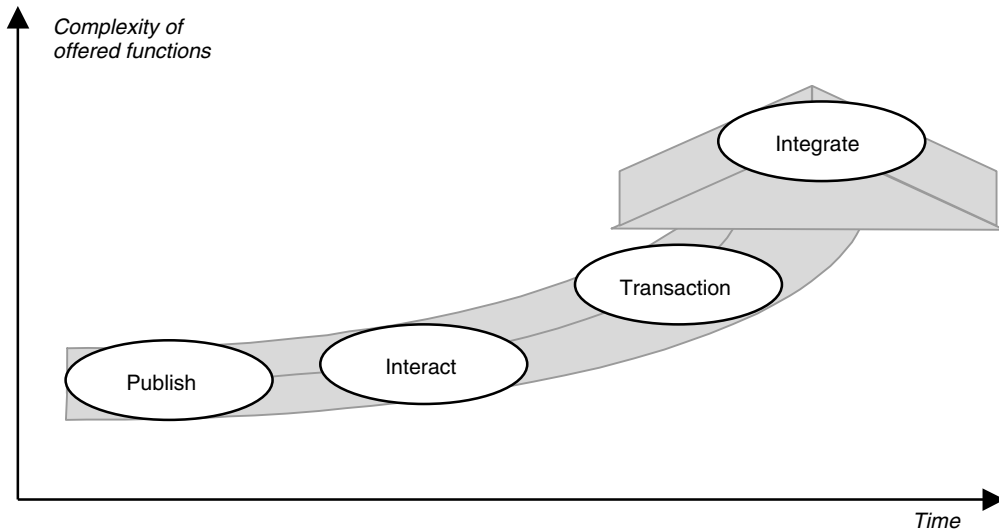 Complexity of
offered functions
Integrate
Transaction
Interact
Publish
Time